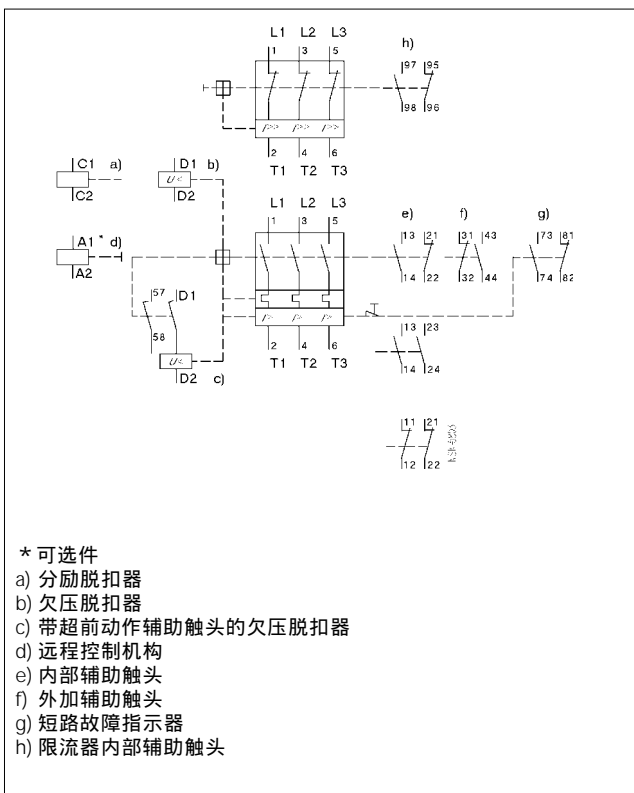 L1 L2 L3 h)
1 3 5 97 95
98 96
I>> I>> I>>
2 4 6
T1 T2 T3
C1 a) D1 b)
U<
C2 D2
L1 L2 L3
A1 * d) 1 3 5 e) f) g)
13 21 31 43 73 81
A2 14 22 32 44 74 82
57 D1
I> I> I>
58 2 4 6 13 23
U< T1 T2 T3
D2 c) 14 24
11 21
12 22
* 可选件
a) 分励脱扣器
b) 欠压脱扣器
c) 带超前动作辅助触头的欠压脱扣器
d) 远程控制机构
e) 内部辅助触头
f) 外加辅助触头
g) 短路故障指示器
h) 限流器内部辅助触头